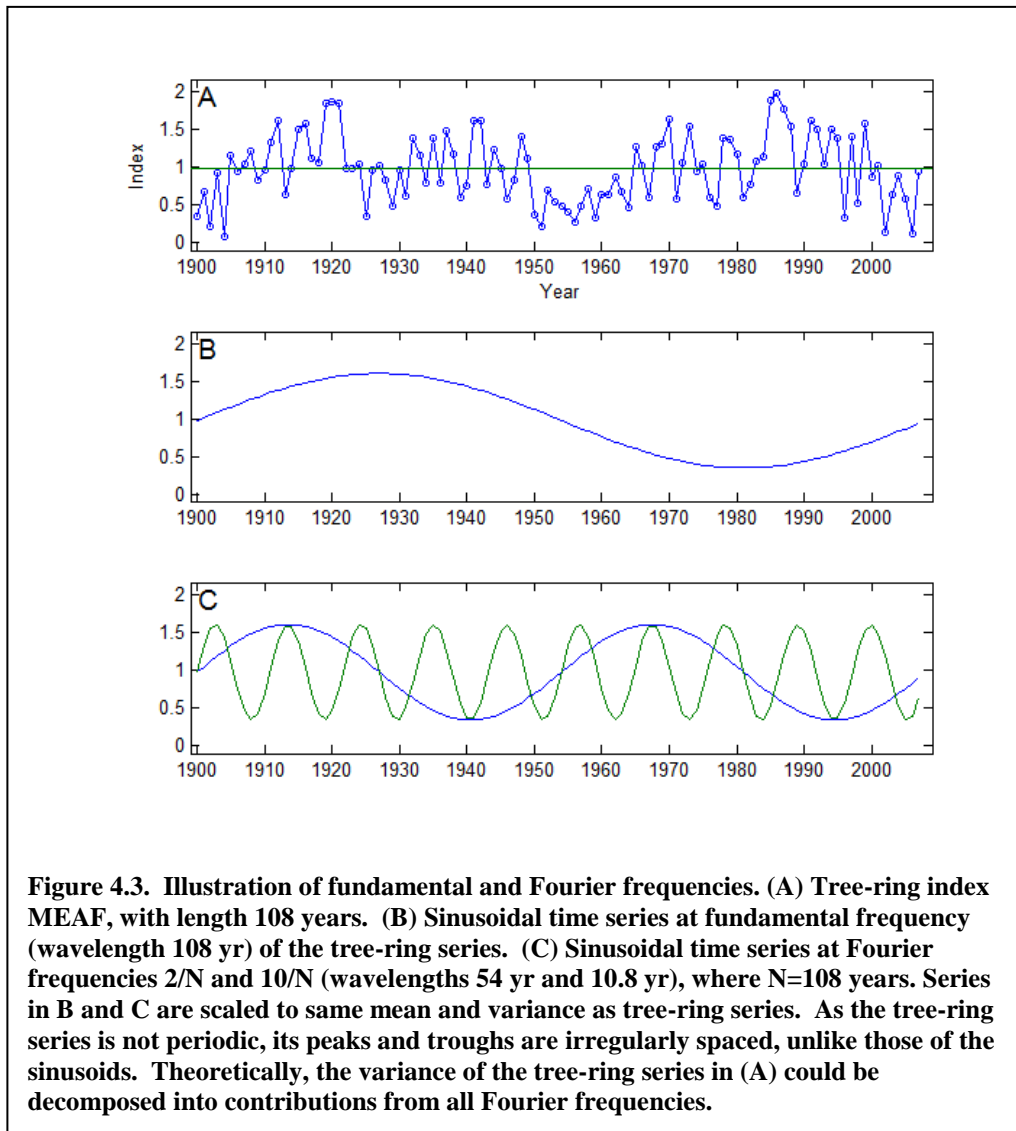 A
2
1.5
1
0.5
0
Index
1900 1910 1920 1930 1940 1950 1960 1970 1980 1990 2000
Year
B
2
1.5
1
0.5
0
1900 1910 1920 1930 1940 1950 1960 1970 1980 1990 2000
C
2
1.5
1
0.5
0
1900 1910 1920 1930 1940 1950 1960 1970 1980 1990 2000
Figure 4.3. Illustration of fundamental and Fourier frequencies. (A) Tree-ring index
MEAF, with length 108 years. (B) Sinusoidal time series at fundamental frequency
(wavelength 108 yr) of the tree-ring series. (C) Sinusoidal time series at Fourier
frequencies 2/N and 10/N (wavelengths 54 yr and 10.8 yr), where N=108 years. Series
in B and C are scaled to same mean and variance as tree-ring series. As the tree-ring
series is not periodic, its peaks and troughs are irregularly spaced, unlike those of the
sinusoids. Theoretically, the variance of the tree-ring series in (A) could be
decomposed into contributions from all Fourier frequencies.